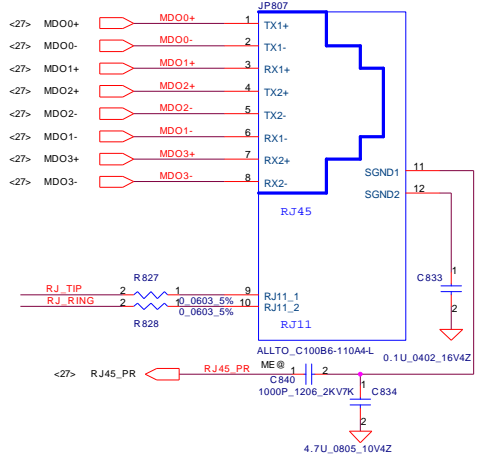 JP807
<27> MDO0+ MDO0+ 1 TX1+
<27> MDO0- MDO0- 2 TX1-
<27> MDO1+ MDO1+ 3 RX1+
<27> MDO2+ MDO2+ 4 TX2+
<27> MDO2- MDO2- 5 TX2-
<27> MDO1- MDO1- 6 RX1-
<27> MDO3+ MDO3+ 7 RX2+
<27> MDO3- MDO3- 8 RX2-
SGND1 11
SGND2 12
RJ45
R827
RJ_TIP 2 1 9 RJ11_1
0_0603_5%
RJ_RING 2 1 10 RJ11_2
R828 0_0603_5%
RJ11
1
C833
2
0.1U_0402_16V4Z
ALLTO_C100B6-110A4-L
ME@
<27> RJ45_PR RJ45_PR 1 2
C840
1000P_1206_2KV7K
1
C834
2
4.7U_0805_10V4Z